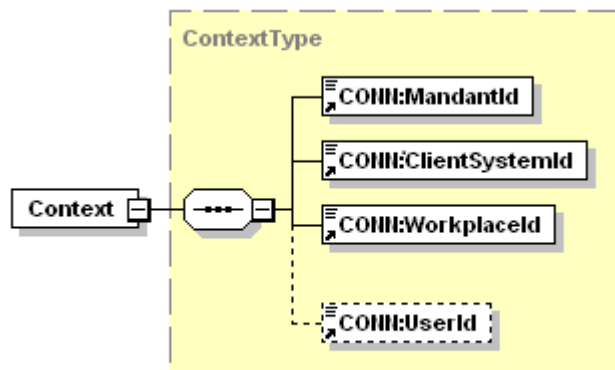 ContextType
CONN:MandantId
CONN:ClientSystemId
Context
CONN:WorkplaceId
CONN:UserId